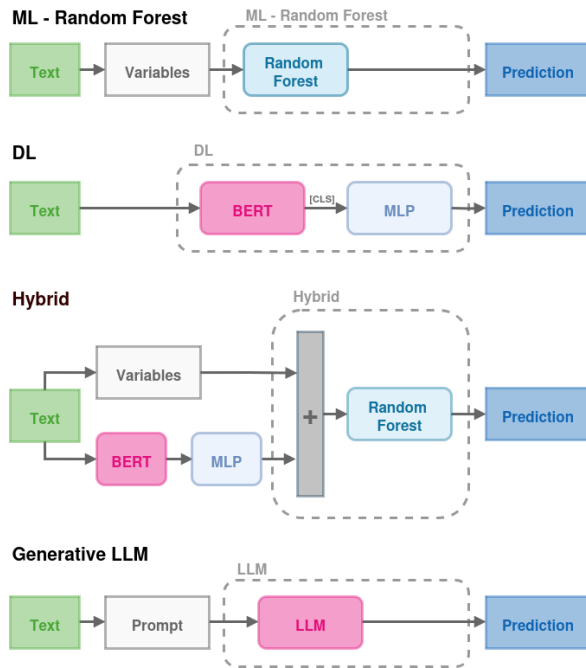 ML - Random Forest
ML - Random Forest
Text
Variables
Random
Forest
Prediction
DL
DL
Text
BERT
[CLS]
MLP
Prediction
Hybrid
Hybrid
Variables
Text
+
Random
Forest
Prediction
BERT
MLP
Generative LLM
LLM
Text
Prompt
LLM
Prediction